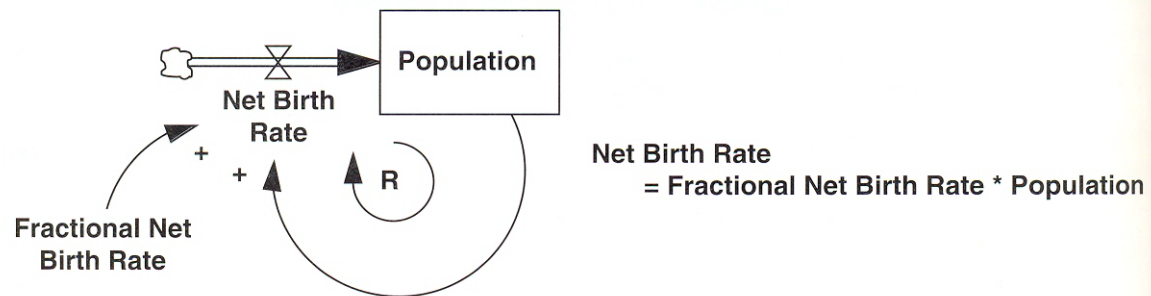 Population
Net Birth
Rate
+
+
R
Fractional Net
Birth Rate
Net Birth Rate
= Fractional Net Birth Rate * Population